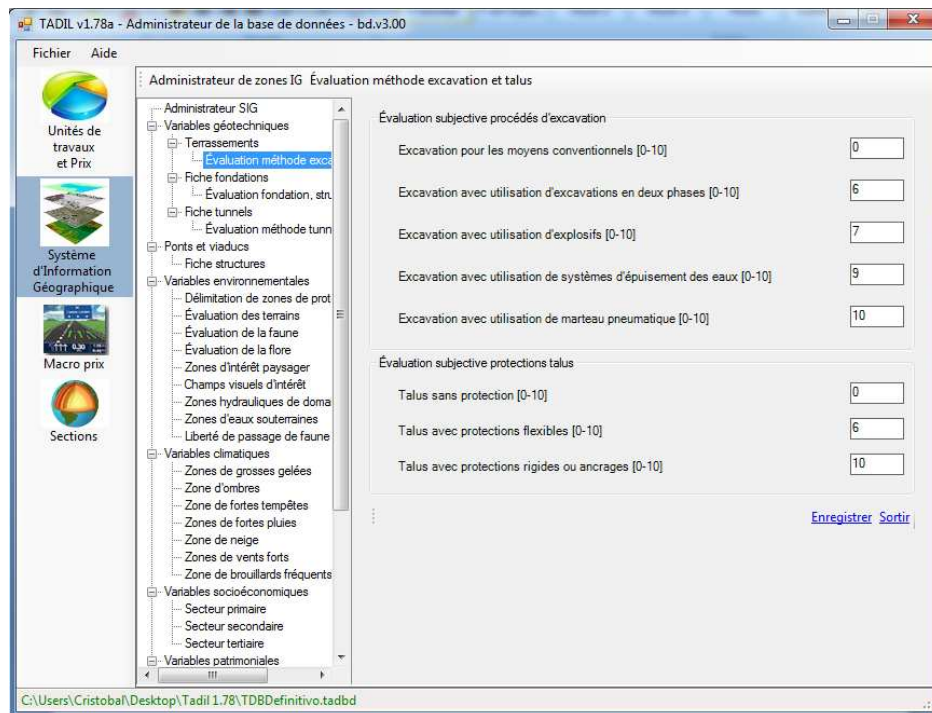 TADIL v1.78a - Administrateur de la base de données - bd.v3.00
Fichier Aide
Unités de
travaux
et Prix
Système
d'Information
Géographique
Macro prix
Sections
Administrateur de zones IG Évaluation méthode excavation et talus
Administrateur SIG
Variables géotechniques
Terrassements
Évaluation méthode exca
Fiche fondations
Évaluation fondation, stru
Fiche tunnels
Évaluation méthode tunn
Ponts et viaducs
Fiche structures
Variables environnementales
Délimitation de zones de prot
Évaluation des terrains
Évaluation de la faune
Évaluation de la flore
Zones d'intérêt paysager
Champs visuels d'intérêt
Zones hydrauliques de doma
Zones d'eaux souterraines
Liberté de passage de faune
Variables climatiques
Zones de grosses gelées
Zone d'ombres
Zone de fortes tempêtes
Zones de fortes pluies
Zone de neige
Zones de vents forts
Zone de brouillards fréquents
Variables socioéconomiques
Secteur primaire
Secteur secondaire
Secteur tertiaire
Variables patrimoniales
Évaluation subjective procédés d'excavation
Excavation pour les moyens conventionnels [0-10] 0
Excavation avec utilisation d'excavations en deux phases [0-10] 6
Excavation avec utilisation d'explosifs [0-10] 7
Excavation avec utilisation de systèmes d'épuisement des eaux [0-10] 9
Excavation avec utilisation de marteau pneumatique [0-10] 10
Évaluation subjective protections talus
Talus sans protection [0-10] 0
Talus avec protections flexibles [0-10] 6
Talus avec protections rigides ou ancrages [0-10] 10
Enregistrer Sortir
C:\Users\Cristobal\Desktop\Tadil 1.78\TDBDefinitivo.tadbd